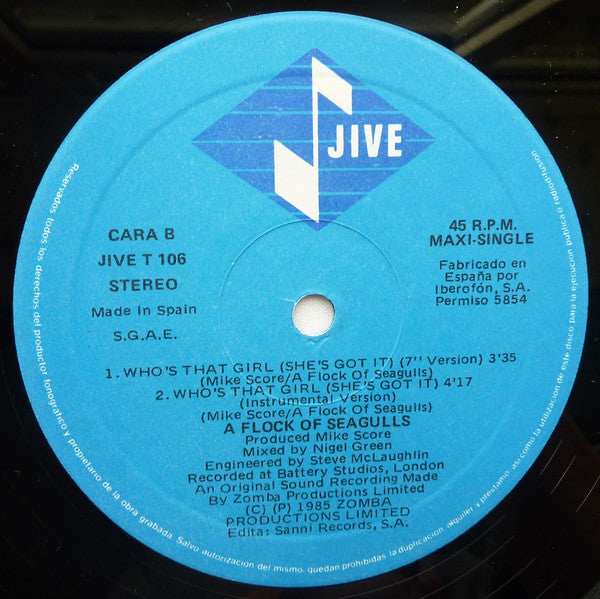 JIVE
CARA B
JIVE T 106
STEREO
Made In Spain
S.G.A.E.
45 R.P.M.
MAXI-SINGLE
Fabricado en
España por
Iberofón, S.A.
Permiso 5854
1. WHO'S THAT GIRL (SHE'S GOT IT) (7" Version) 3'35
(Mike Score/A Flock Of Seagulls)
2. WHO'S THAT GIRL (SHE'S GOT IT) 4'17
(Instrumental Version)
(Mike Score/A Flock Of Seagulls)
A FLOCK OF SEAGULLS
Produced Mike Score
Mixed by Nigel Green
Engineered by Steve McLaughlin
Recorded at Battery Studios, London
An Original Sound Recording Made
By Zomba Productions Limited
(C) (P) 1985 ZOMBA
PRODUCTIONS LIMITED
Edita: Sanni Records, S.A.
Reservados todos los derechos del productor fonográfico y propietario de la obra grabada. Salvo autorización del mismo, quedan prohibidas la duplicación, alquiler y préstamo, así como la utilización de este disco para la ejecución pública o radiodifusión